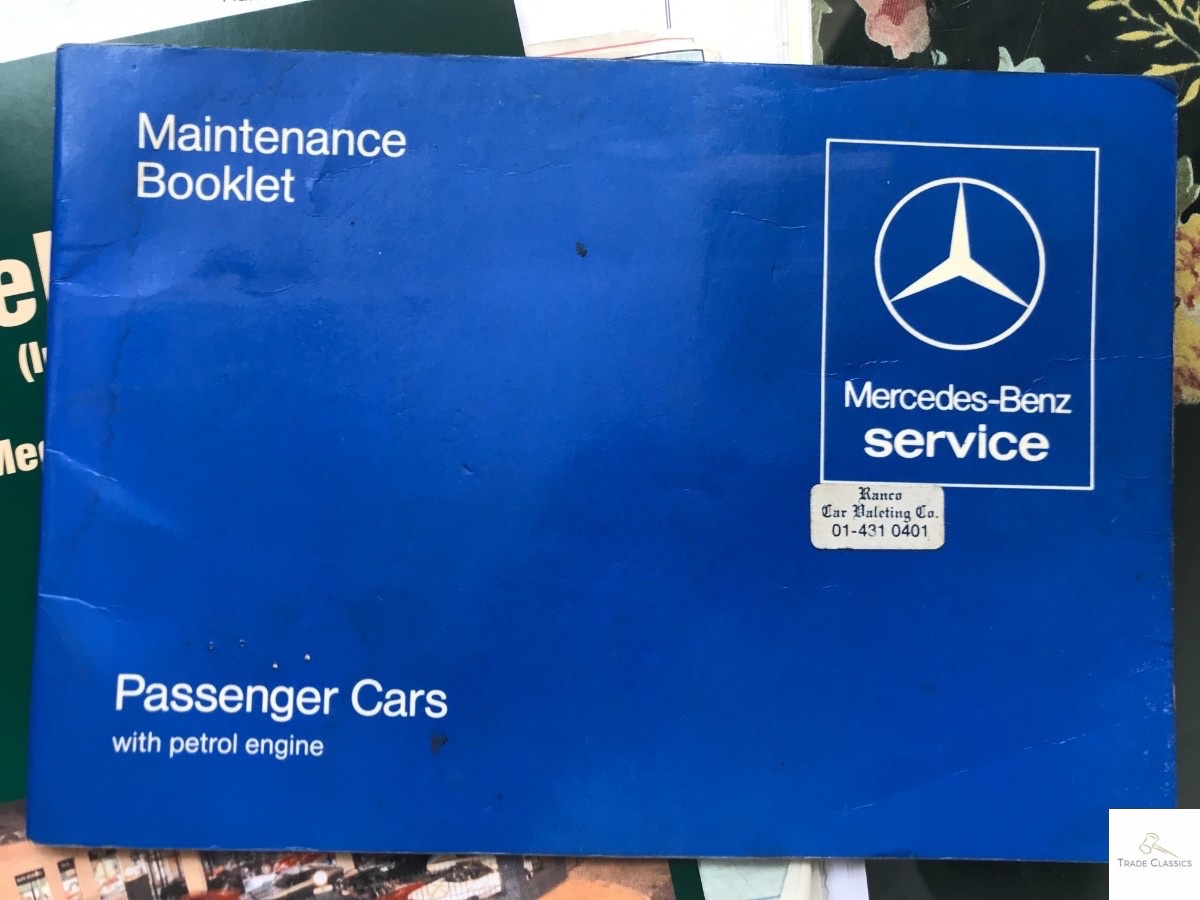 Maintenance
Booklet
Mercedes-Benz
service
Ranco
Car Valeting Co.
01-431 0401
Passenger Cars
with petrol engine
TRADE CLASSICS